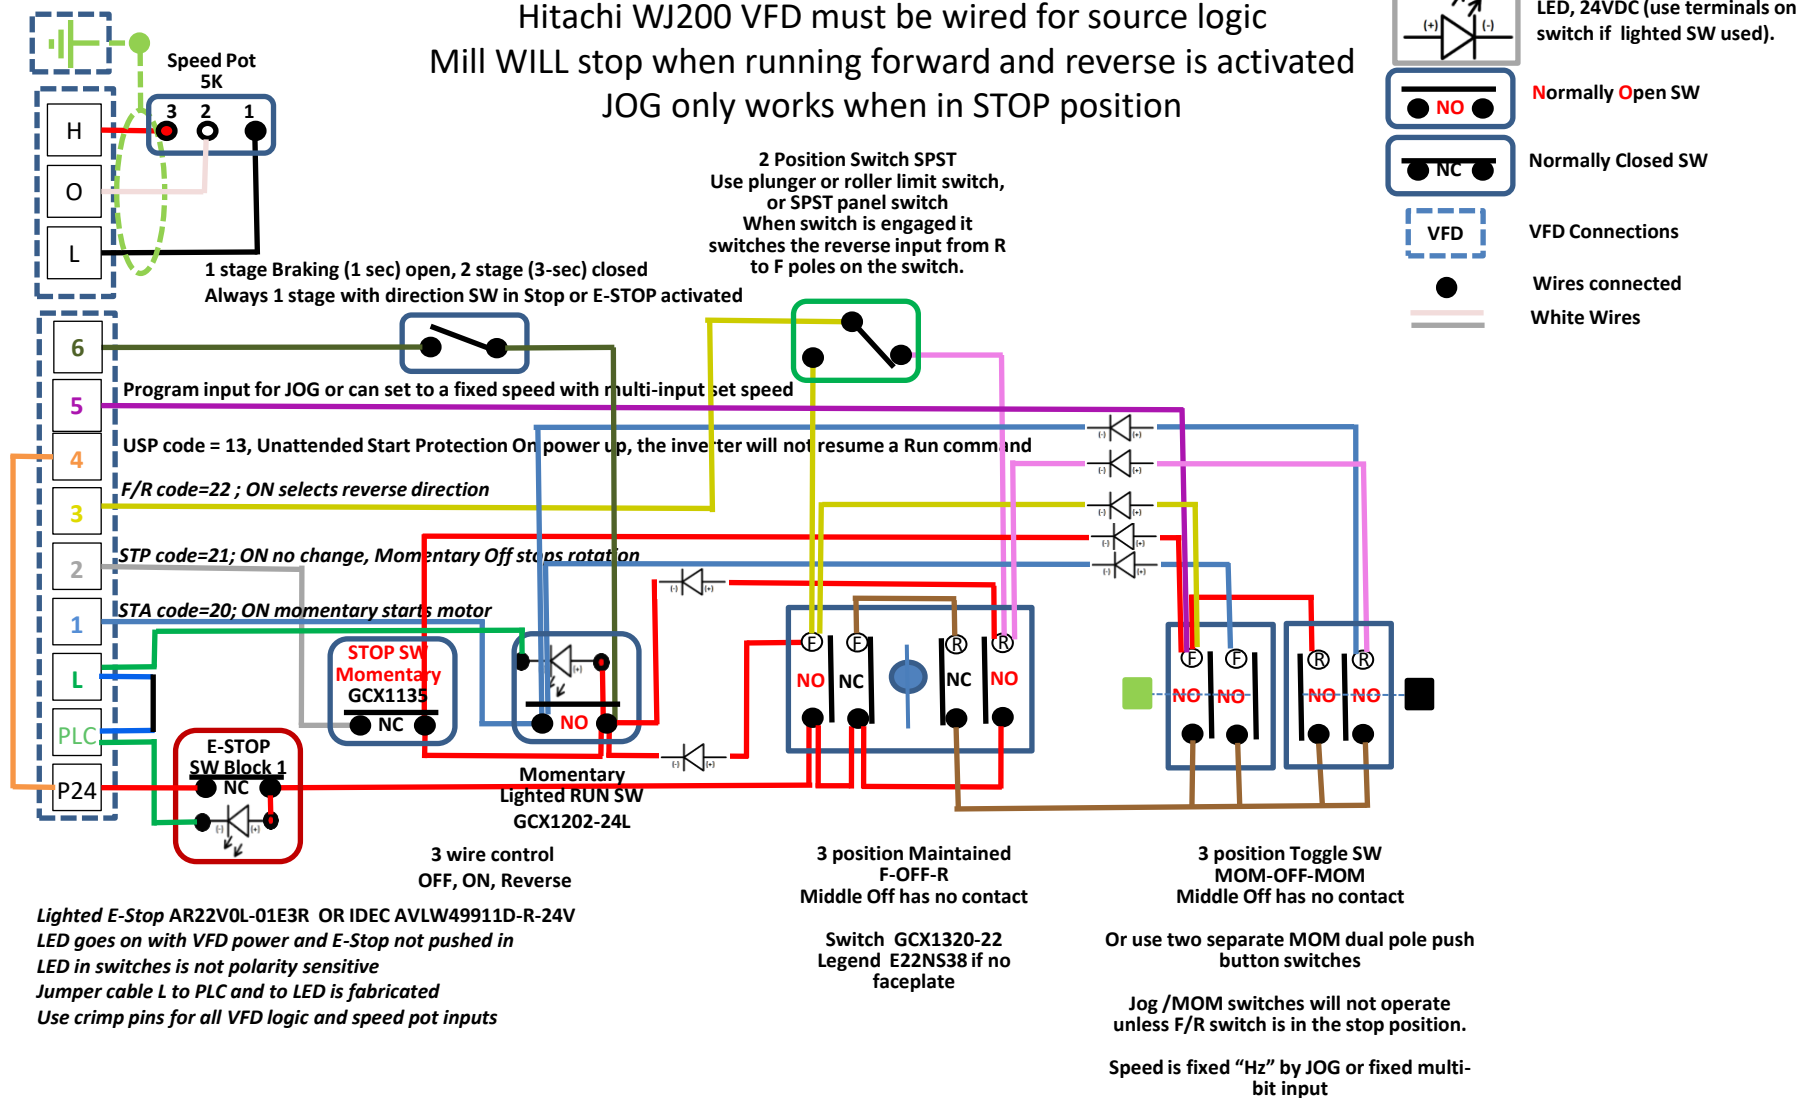 Hitachi WJ200 VFD must be wired for source logic
Mill WILL stop when running forward and reverse is activated
JOG only works when in STOP position
LED, 24VDC (use terminals on
switch if lighted SW used).
(+) (-)
NO
Normally Open SW
NC
Normally Closed SW
VFD
VFD Connections
Wires connected
White Wires
Speed Pot
5K
3 2 1
H
O
L
2 Position Switch SPST
Use plunger or roller limit switch,
or SPST panel switch
When switch is engaged it
switches the reverse input from R
to F poles on the switch.
1 stage Braking (1 sec) open, 2 stage (3-sec) closed
Always 1 stage with direction SW in Stop or E-STOP activated
6
5
Program input for JOG or can set to a fixed speed with multi-input set speed
4
USP code = 13, Unattended Start Protection On power up, the inverter will not resume a Run command
3
F/R code=22 ; ON selects reverse direction
2
STP code=21; ON no change, Momentary Off stops rotation
1
STA code=20; ON momentary starts motor
L
PLC
P24
(-) (+)
(-) (+)
(-) (+)
(-) (+)
(-) (+)
(-) (+)
(-) (+)
STOP SW
Momentary
GCX1135
NC
(-) (+)
NO
Momentary
Lighted RUN SW
GCX1202-24L
E-STOP
SW Block 1
NC
(-) (+)
F F R R
NO NC NC NO
F F R R
NO NO NO NO
3 wire control
OFF, ON, Reverse
3 position Maintained
F-OFF-R
Middle Off has no contact
Switch GCX1320-22
Legend E22NS38 if no
faceplate
3 position Toggle SW
MOM-OFF-MOM
Middle Off has no contact
Or use two separate MOM dual pole push
button switches
Jog /MOM switches will not operate
unless F/R switch is in the stop position.
Speed is fixed “Hz” by JOG or fixed multi-
bit input
Lighted E-Stop AR22V0L-01E3R OR IDEC AVLW49911D-R-24V
LED goes on with VFD power and E-Stop not pushed in
LED in switches is not polarity sensitive
Jumper cable L to PLC and to LED is fabricated
Use crimp pins for all VFD logic and speed pot inputs